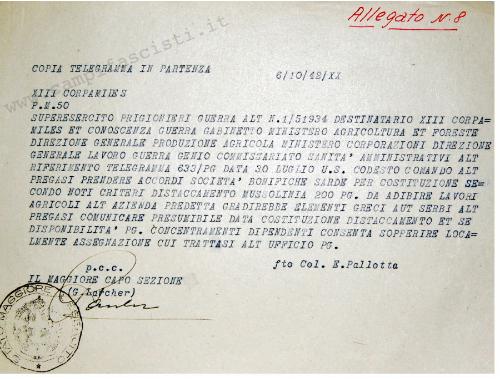 Allegato N.8
COPIA TELEGRAMMA IN PARTENZA
6/10/42/XX
XIII CORPAMILES
P.M.50
SUPERESERCITO PRIGIONIERI GUERRA ALT N.1/51934 DESTINATARIO XIII CORPA-
MILES ET CONOSCENZA GUERRA GABINETTO MINISTERO AGRICOLTURA ET FORESTE
DIREZIONE GENERALE PRODUZIONE AGRICOLA MINISTERO CORPORAZIONI DIREZIONE
GENERALE LAVORO GUERRA GENIO COMMISSARIATO SANITA' AMMINISTRATIVI ALT
RIFERIMENTO TELEGRAMMA 633/PG DATA 30 LUGLIO U.S. CODESTO COMANDO ALT
PREGASI PRENDERE ACCORDI SOCIETA' BONIFICHE SARDE PER COSTITUZIONE SE-
CONDO NOTI CRITERI DISTACCAMENTO MUSSOLINIA 200 PG. DA ADIBIRE LAVORI
AGRICOLI ALT AZIENDA PREDETTA GRADIREBBE ELEMENTI GRECI AUT SERBI ALT
PREGASI COMUNICARE PRESUMIBILE DATA COSTITUZIONE DISTACCAMENTO ET SE
DISPONIBILITA' PG. CONCENTRAMENTI DIPENDENTI CONSENTA SOPPERIRE LOCA-
LMENTE ASSEGNAZIONE CUI TRATTASI ALT UFFICIO PG.
p.c.c.
fto Col. E.Pallotta
IL MAGGIORE CAPO SEZIONE
(G.Larcher)
STATO MAGGIORE R. ESERCITO
www.campifascisti.it